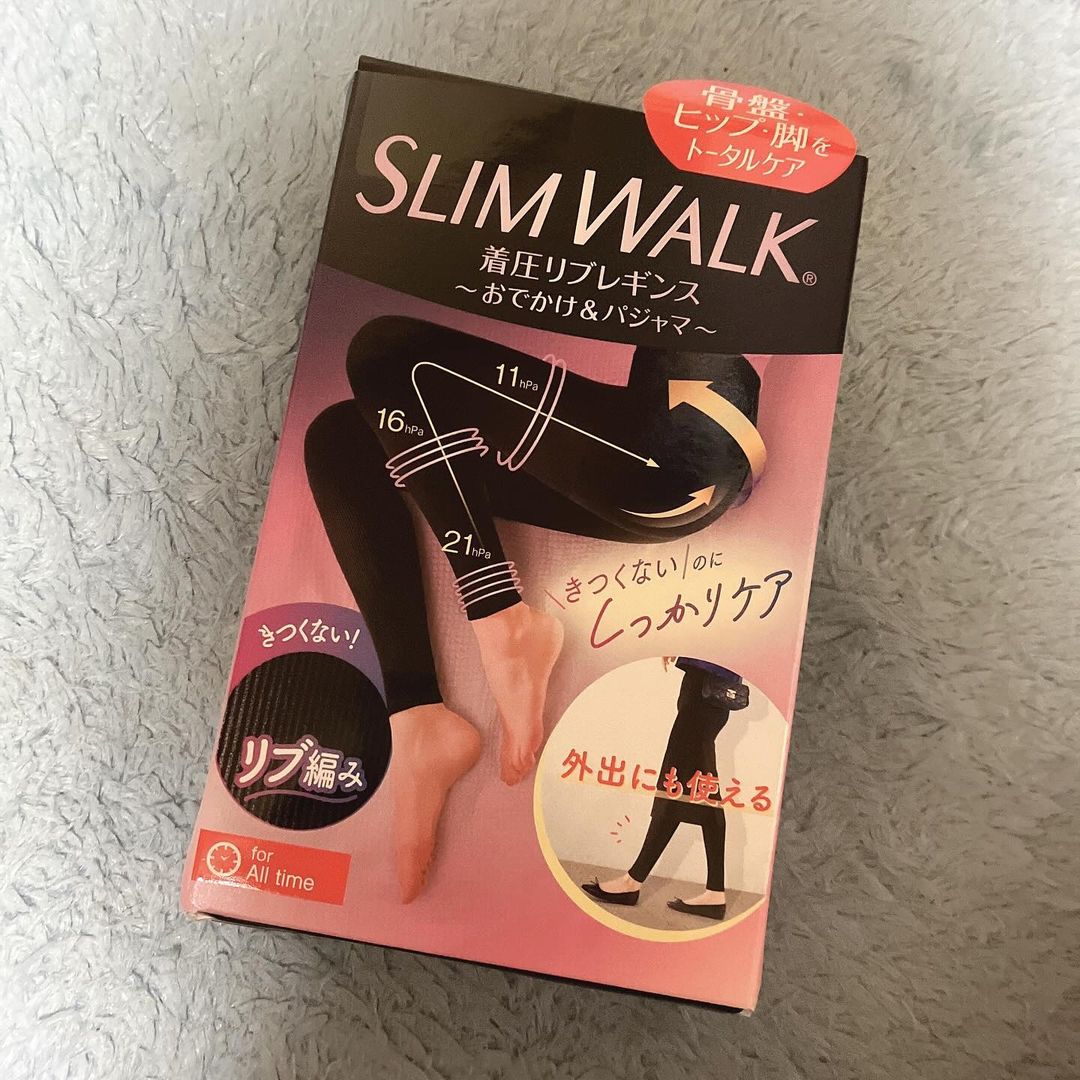 骨盤・
ヒップ・脚を
トータルケア
SLIM WALK®
着圧リブレギンス
〜おでかけ&パジャマ〜
11hPa
16hPa
21hPa
\きつくない/のに
しっかりケア
きつくない!
リブ編み
外出にも使える
for
All time